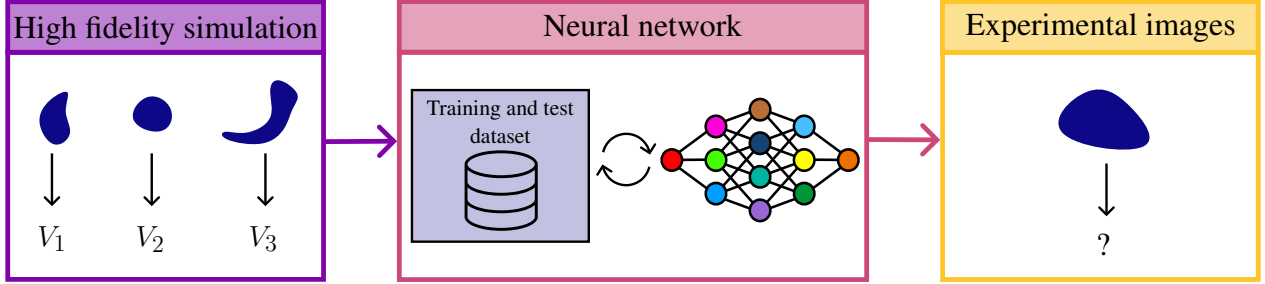 High fidelity simulation
V1
V2
V3
Neural network
Training and test
dataset
Experimental images
?